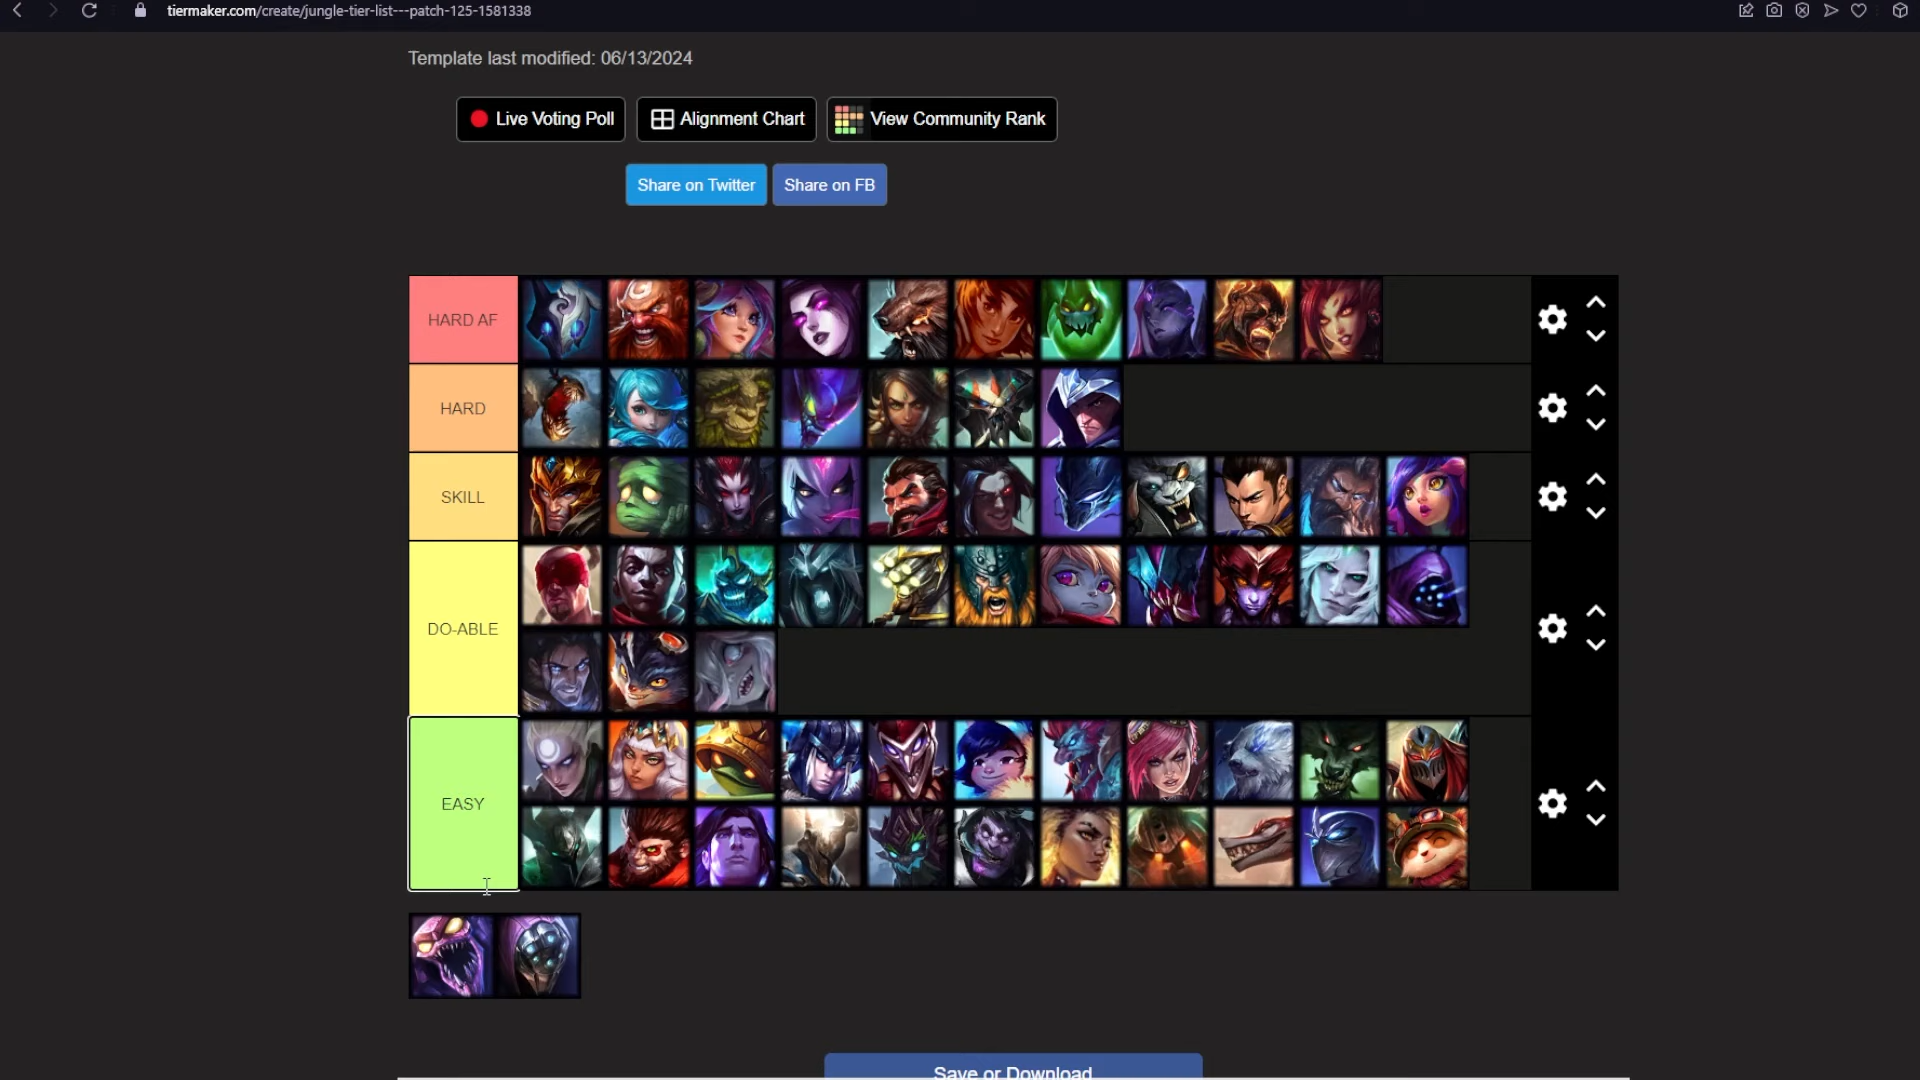 tiermaker.com/create/jungle-tier-list---patch-125-1581338
Template last modified: 06/13/2024
Live Voting Poll
Alignment Chart
View Community Rank
Share on Twitter
Share on FB
HARD AF
HARD
SKILL
DO-ABLE
EASY
Save or Download